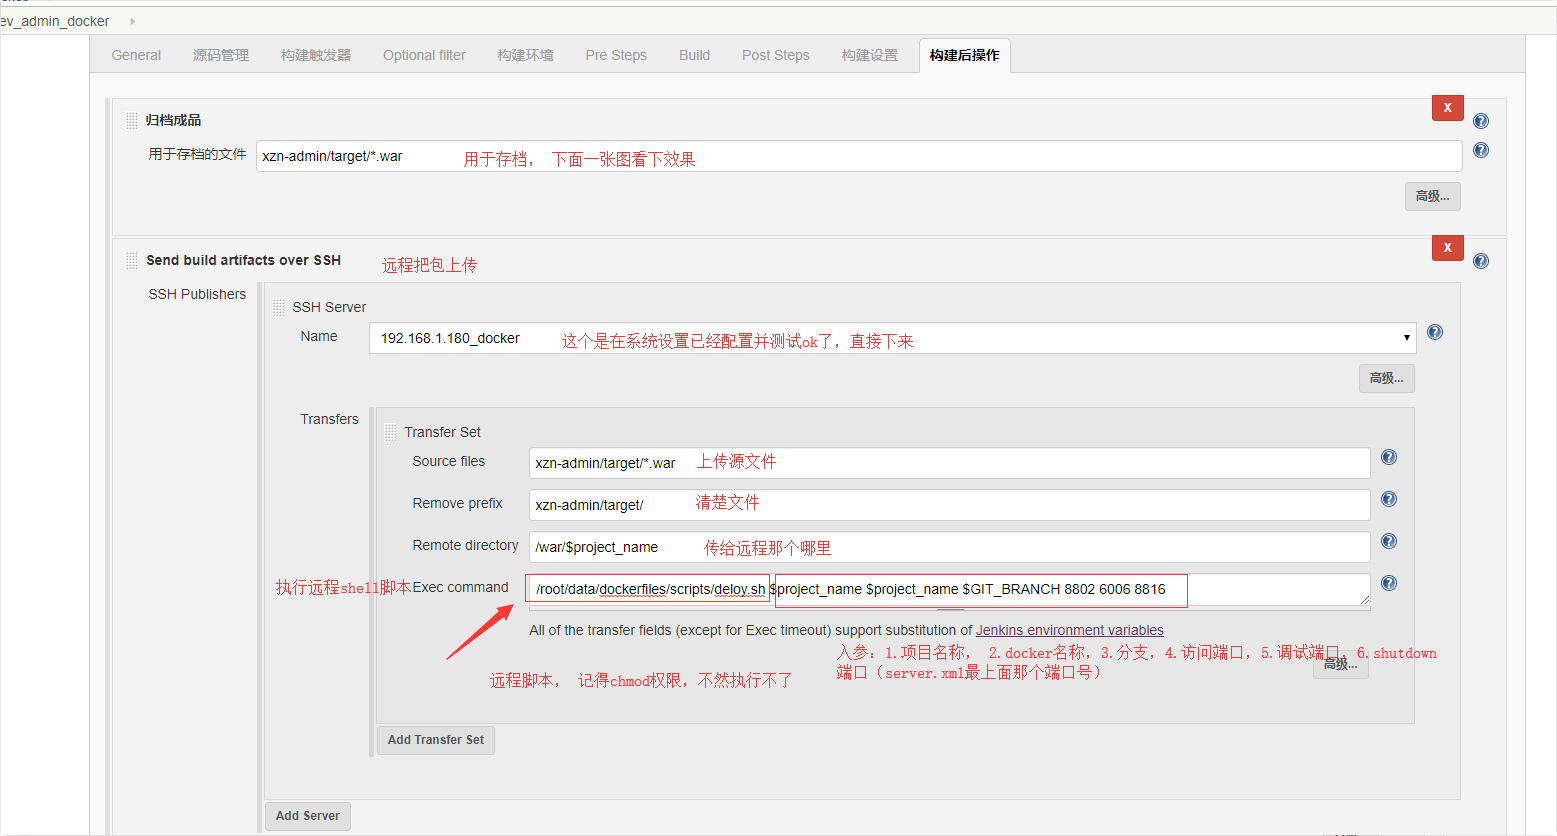 ev_admin_docker
General 源码管理 构建触发器 Optional filter 构建环境 Pre Steps Build Post Steps 构建设置 构建后操作
X
归档成品
用于存档的文件 xzn-admin/target/*.war 用于存档， 下面一张图看下效果
高级...
X
Send build artifacts over SSH 远程把包上传
SSH Publishers
SSH Server
Name 192.168.1.180_docker 这个是在系统设置已经配置并测试ok了，直接下来
高级...
Transfers
Transfer Set
Source files xzn-admin/target/*.war 上传源文件
Remove prefix xzn-admin/target/ 清楚文件
Remote directory /war/$project_name 传给远程那个哪里
执行远程shell脚本 Exec command /root/data/dockerfiles/scripts/deloy.sh $project_name $project_name $GIT_BRANCH 8802 6006 8816
All of the transfer fields (except for Exec timeout) support substitution of Jenkins environment variables
入参：1.项目名称， 2.docker名称，3.分支，4.访问端口，5.调试端口，6.shutdown
端口（server.xml最上面那个端口号）
高级...
远程脚本， 记得chmod权限，不然执行不了
Add Transfer Set
Add Server